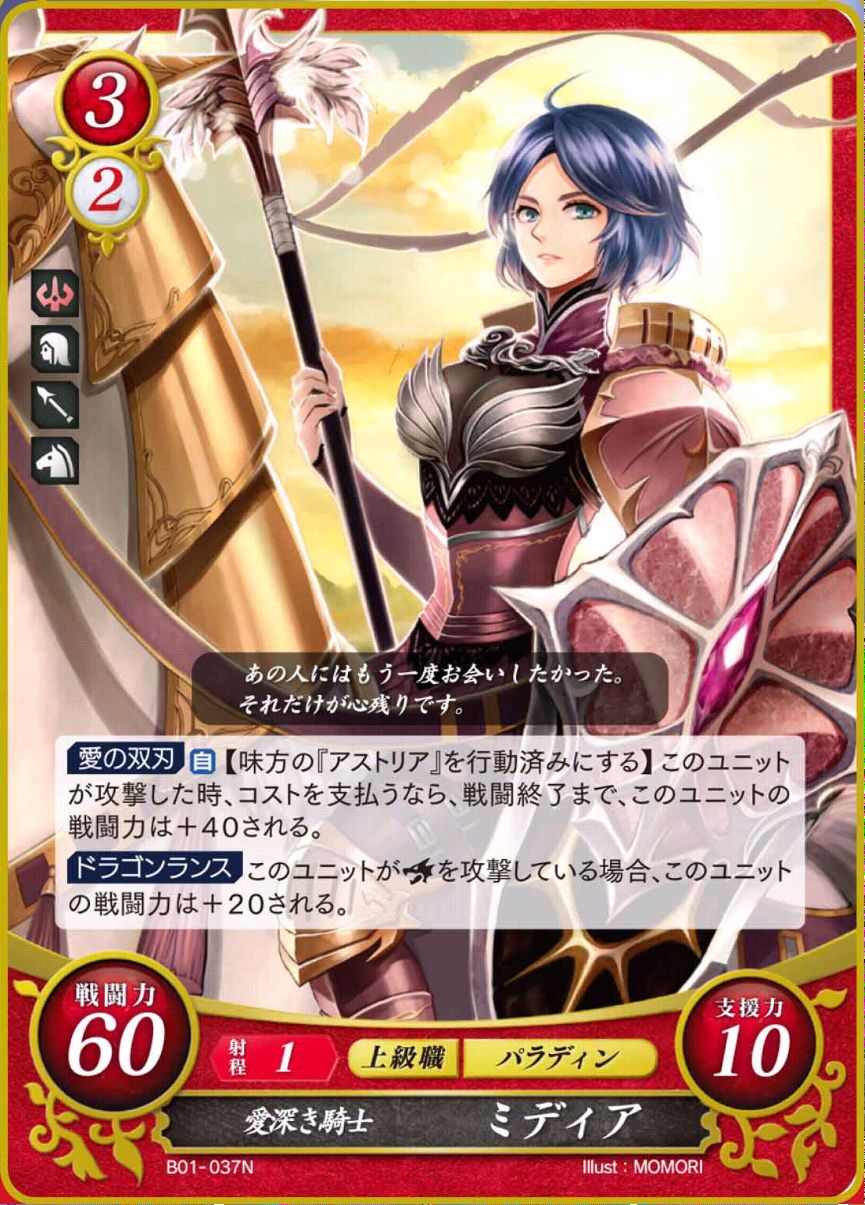 3
2
あの人にはもう一度お会いしたかった。
それだけが心残りです。
愛の双刃 自【味方の『アストリア』を行動済みにする】このユニット
が攻撃した時、コストを支払うなら、戦闘終了まで、このユニットの
戦闘力は＋40される。
ドラゴンランス このユニットがを攻撃している場合、このユニット
の戦闘力は＋20される。
戦闘力
60
射程 1
上級職
パラディン
支援力
10
愛深き騎士
ミディア
B01-037N
Illust：MOMORI